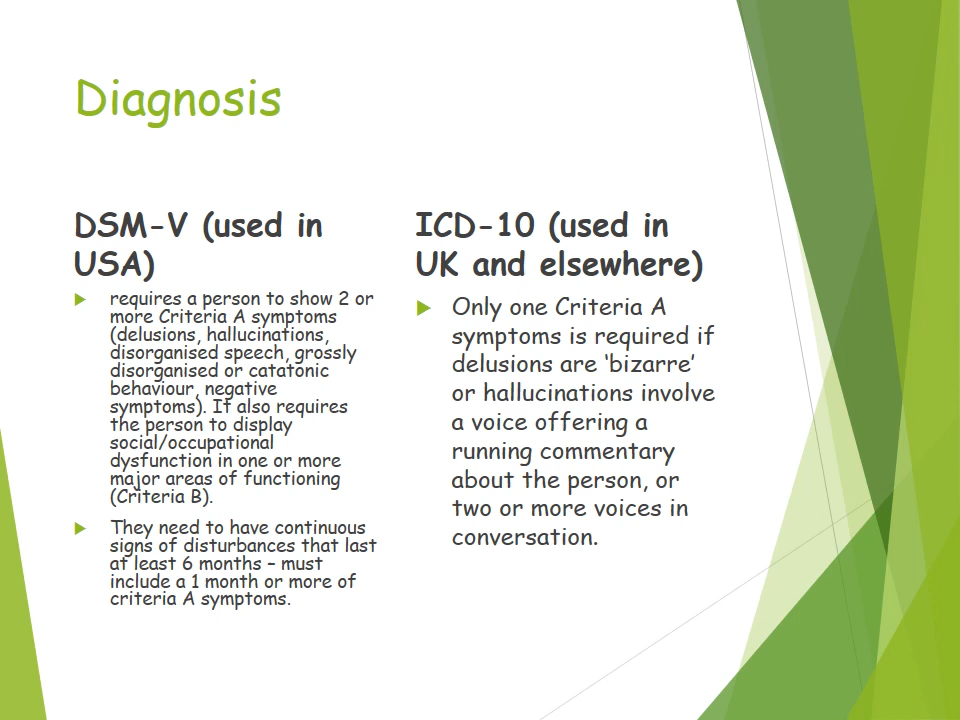 Diagnosis
DSM-V (used in
USA)
requires a person to show 2 or
more Criteria A symptoms
(delusions, hallucinations,
disorganised speech, grossly
disorganised or catatonic
behaviour, negative
symptoms). It also requires
the person to display
social/occupational
dysfunction in one or more
major areas of functioning
(Criteria B).
They need to have continuous
signs of disturbances that last
at least 6 months – must
include a 1 month or more of
criteria A symptoms.
ICD-10 (used in
UK and elsewhere)
Only one Criteria A
symptoms is required if
delusions are ‘bizarre’
or hallucinations involve
a voice offering a
running commentary
about the person, or
two or more voices in
conversation.